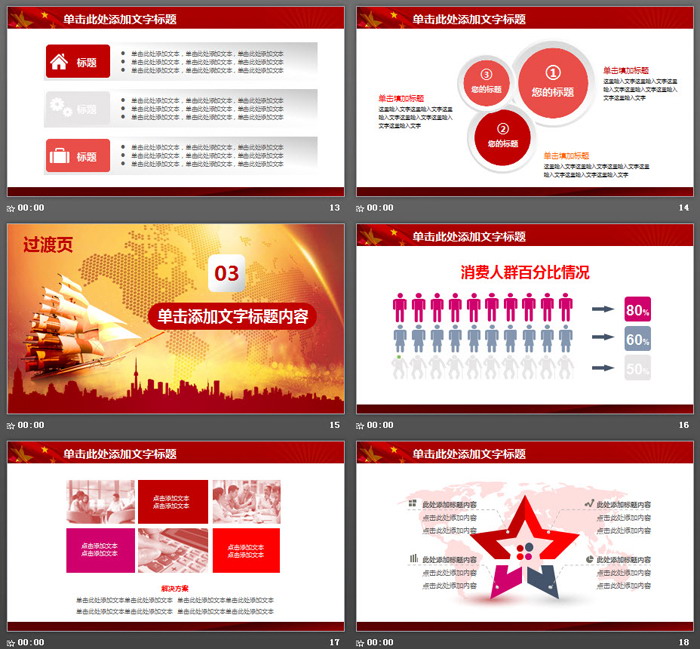 单击此处添加文字标题
标题
单击此处添加文本，单击此处添加文本，单击此处添加文本
单击此处添加文本，单击此处添加文本，单击此处添加文本
单击此处添加文本，单击此处添加文本，单击此处添加文本
标题
单击此处添加文本，单击此处添加文本，单击此处添加文本
单击此处添加文本，单击此处添加文本，单击此处添加文本
单击此处添加文本，单击此处添加文本，单击此处添加文本
标题
单击此处添加文本，单击此处添加文本，单击此处添加文本
单击此处添加文本，单击此处添加文本，单击此处添加文本
单击此处添加文本，单击此处添加文本，单击此处添加文本
00:00
13
单击此处添加文字标题
③
您的标题
①
您的标题
②
您的标题
单击填加标题
这里输入文字这里输入文字这里
输入文字这里输入文字这里输入
文字这里输入文字
单击填加标题
这里输入文字这里输入文字这里
输入文字这里输入文字这里输入
文字这里输入文字
单击填加标题
这里输入文字这里输入文字这里输入文字这里
输入文字这里输入文字这里输入文字
00:00
14
过渡页
03
单击添加文字标题内容
00:00
15
单击此处添加文字标题
消费人群百分比情况
80%
60%
50%
00:00
16
单击此处添加文字标题
点击添加文本
点击添加文本
点击添加文本
点击添加文本
点击添加文本
点击添加文本
解决方案
单击此处添加文本单击此处添加文本 单击此处添加文本单击此处添加文本
单击此处添加文本单击此处添加文本 单击此处添加文本单击此处添加文本
00:00
17
单击此处添加文字标题
此处添加标题内容
点击此处添加内容
点击此处添加内容
此处添加标题内容
点击此处添加内容
点击此处添加内容
此处添加标题内容
点击此处添加内容
点击此处添加内容
此处添加标题内容
点击此处添加内容
点击此处添加内容
00:00
18